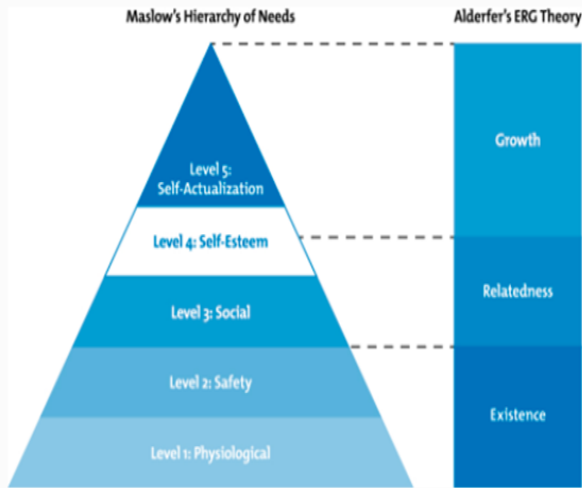 Maslow's Hierarchy of Needs
Alderfer's ERG Theory
Level 5:
Self-Actualization
Level 4: Self-Esteem
Level 3: Social
Level 2: Safety
Level 1: Physiological
Growth
Relatedness
Existence